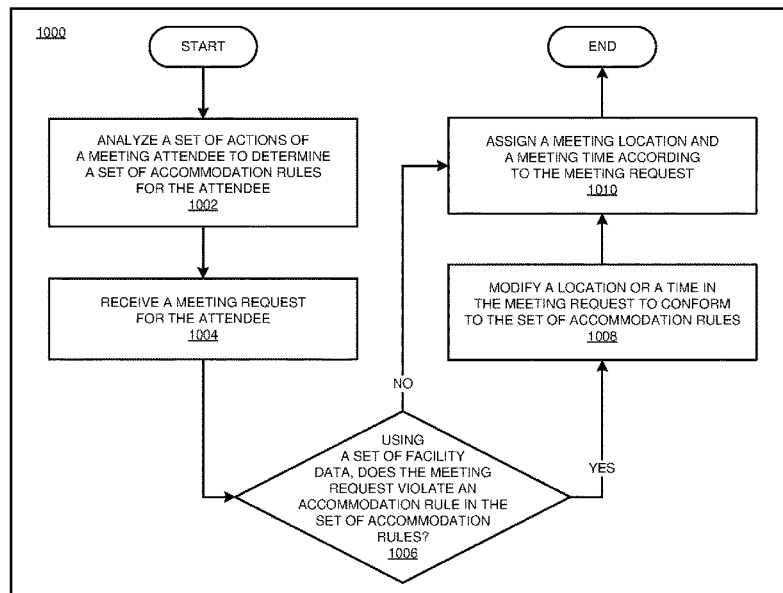 1000
START
ANALYZE A SET OF ACTIONS OF
A MEETING ATTENDEE TO DETERMINE
A SET OF ACCOMMODATION RULES
FOR THE ATTENDEE
1002
RECEIVE A MEETING REQUEST
FOR THE ATTENDEE
1004
USING
A SET OF FACILITY
DATA, DOES THE MEETING
REQUEST VIOLATE AN
ACCOMMODATION RULE IN THE
SET OF ACCOMMODATION
RULES?
1006
NO
YES
MODIFY A LOCATION OR A TIME IN
THE MEETING REQUEST TO CONFORM
TO THE SET OF ACCOMMODATION RULES
1008
ASSIGN A MEETING LOCATION AND
A MEETING TIME ACCORDING
TO THE MEETING REQUEST
1010
END